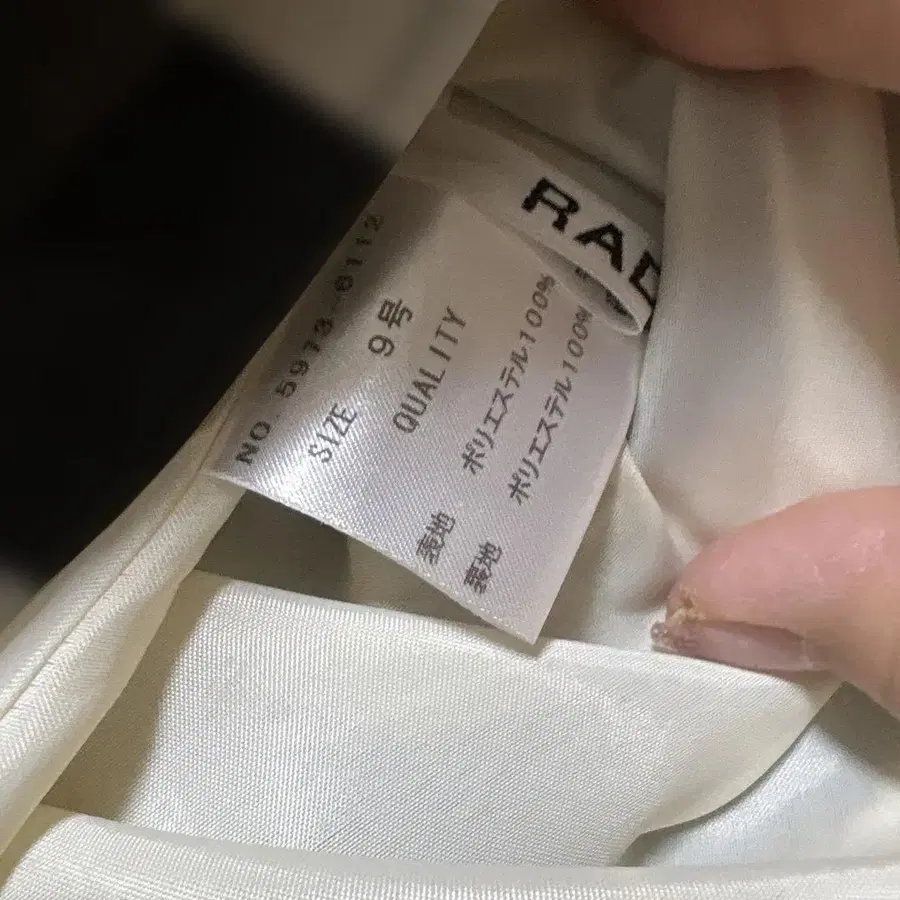 RAD
NO. 5973-6112
SIZE 9号
QUALITY
表地 ポリエステル100%
裏地 ポリエステル100%